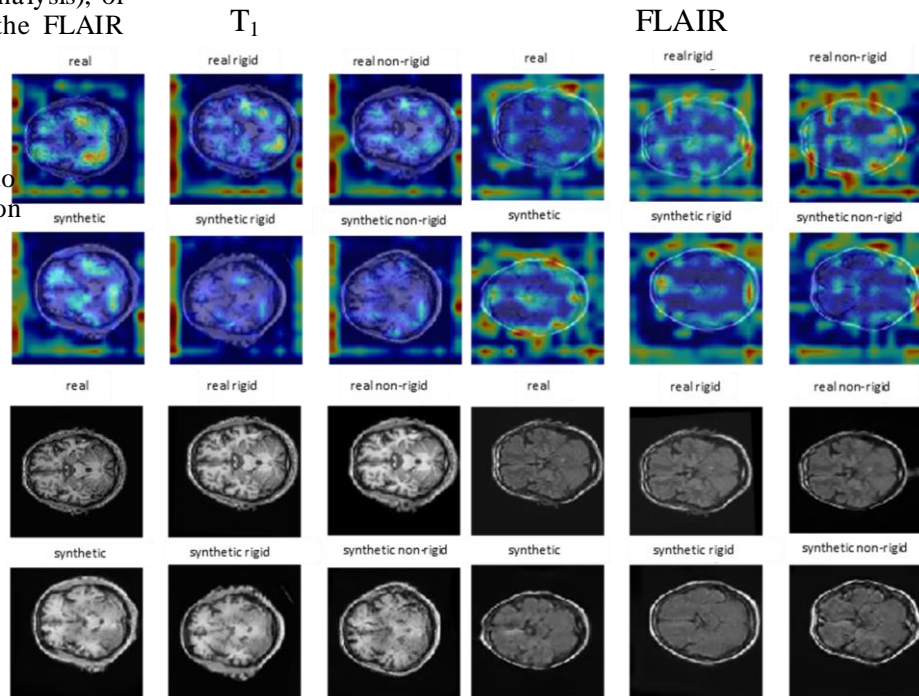 nalysis), or
the FLAIR
T₁
FLAIR
real
real rigid
real non-rigid
real
real rigid
real non-rigid
to
on
synthetic
synthetic rigid
synthetic non-rigid
synthetic
synthetic rigid
synthetic non-rigid
real
real rigid
real non-rigid
real
real rigid
real non-rigid
synthetic
synthetic rigid
synthetic non-rigid
synthetic
synthetic rigid
synthetic non-rigid